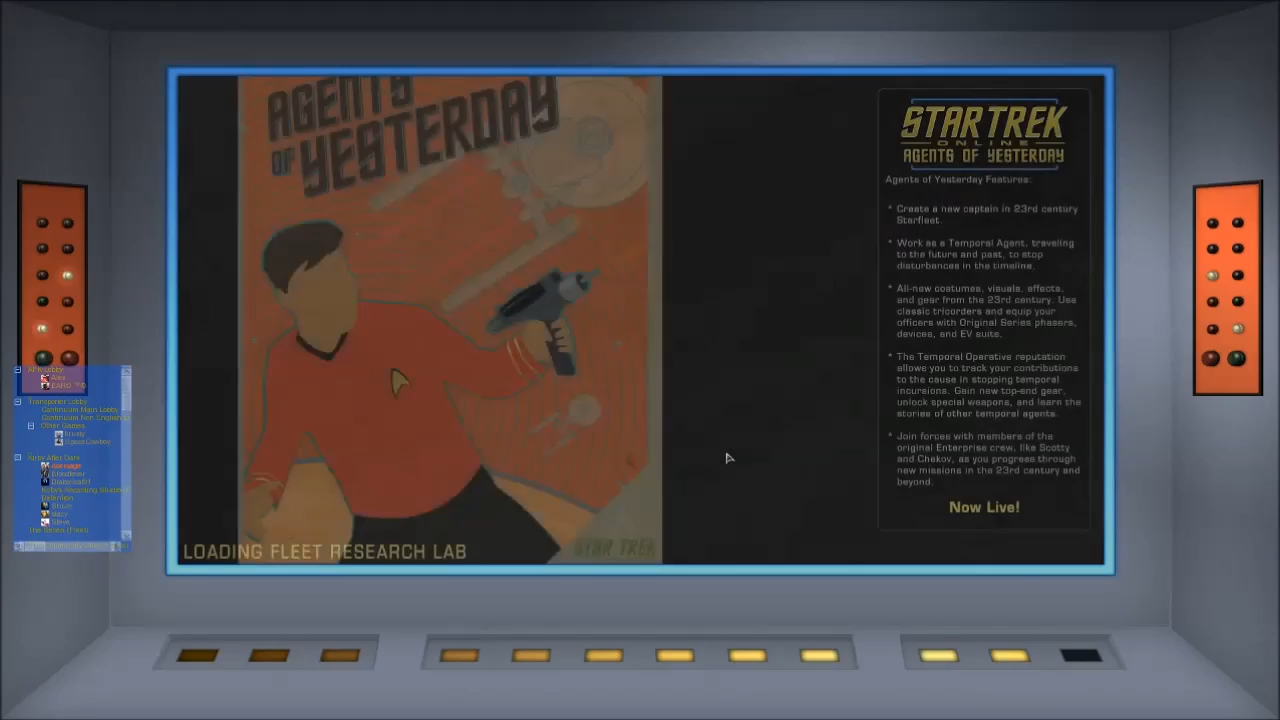 AGENTS
OF YESTERDAY
STAR TREK
ONLINE
AGENTS OF YESTERDAY
Agents of Yesterday Features:
* Create a new captain in 23rd century
Starfleet.
* Work as a Temporal Agent, traveling
to the future and past, to stop
disturbances in the timeline.
* All-new costumes, visuals, effects,
and gear from the 23rd century. Use
classic tricorders and equip your
officers with Original Series phasers,
devices, and EV suits.
* The Temporal Operative reputation
allows you to track your contributions
to the cause in stopping temporal
incursions. Gain new top-end gear,
unlock special weapons, and learn the
stories of other temporal agents.
* Join forces with members of the
original Enterprise crew, like Scotty
and Chekov, as you progress through
new missions in the 23rd century and
beyond.
Now Live!
LOADING FLEET RESEARCH LAB
STAR TREK
Transporter Lobby
Continuum Main Lobby
Other Games
Kirby After Dark